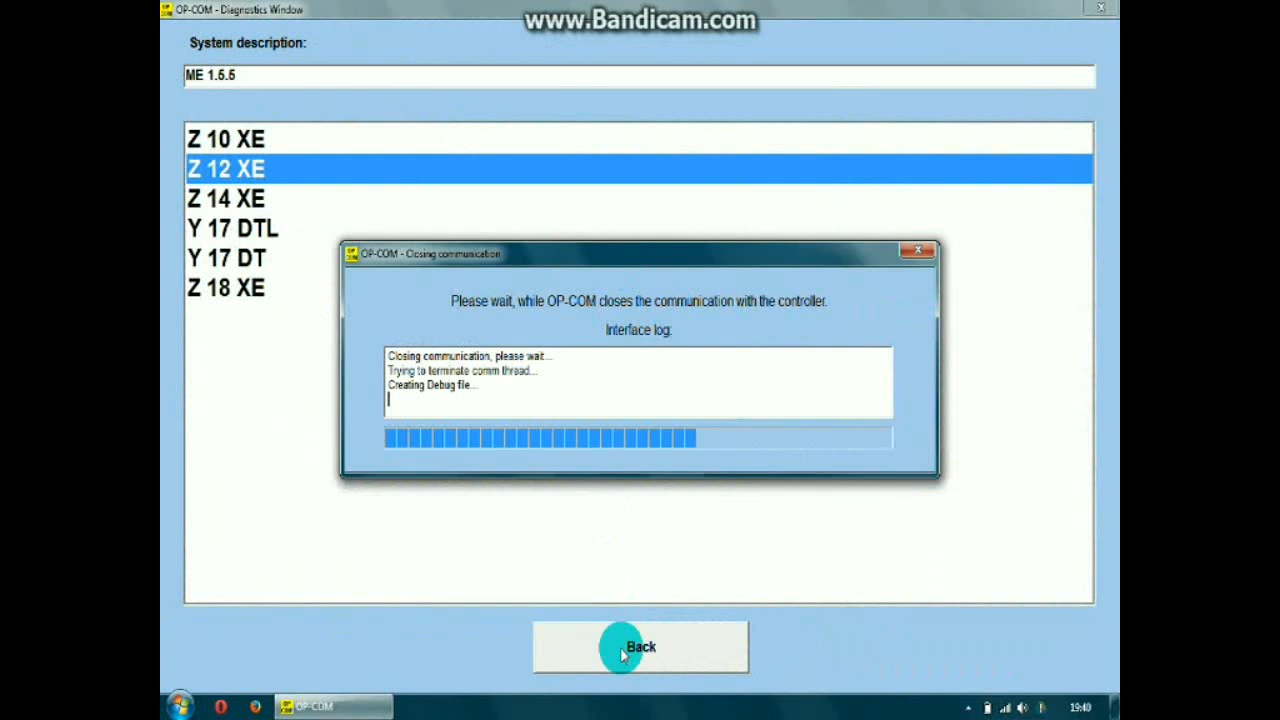 OP-COM - Diagnostics Window
www.Bandicam.com
System description:
ME 1.5.5
Z 10 XE
Z 12 XE
Z 14 XE
Y 17 DTL
Y 17 DT
Z 18 XE
OP-COM - Closing communication
Please wait, while OP-COM closes the communication with the controller.
Interface log:
Closing communication, please wait...
Trying to terminate comm thread...
Creating Debug file...
Back
OP-COM
19:40